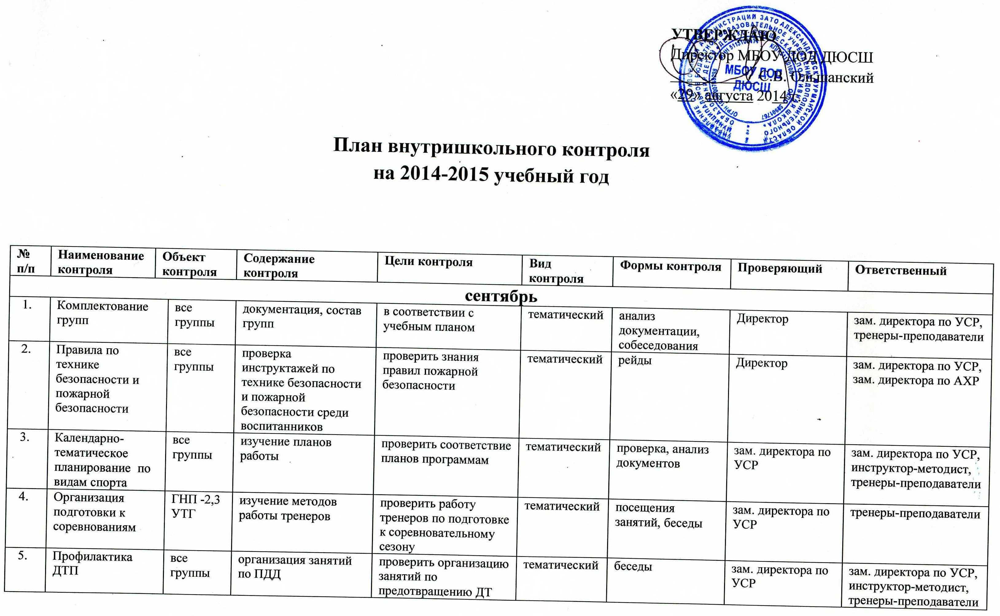 УТВЕРЖДАЮ
Директор МБОУ ДОД ДЮСШ
С.В. Ольшанский
«29» августа 2014 г.
МБОУ ДОД
ДЮСШ
План внутришкольного контроля
на 2014-2015 учебный год
№ п/п
Наименование
контроля
Объект
контроля
Содержание
контроля
Цели контроля
Вид
контроля
Формы контроля
Проверяющий
Ответственный
сентябрь
1.
Комплектование
групп
все
группы
документация, состав
групп
в соответствии с
учебным планом
тематический
анализ
документации,
собеседования
Директор
зам. директора по УСР,
тренеры-преподаватели
2.
Правила по
технике
безопасности и
пожарной
безопасности
все
группы
проверка
инструктажей по
технике безопасности
и пожарной
безопасности среди
воспитанников
проверить знания
правил пожарной
безопасности
тематический
рейды
Директор
зам. директора по УСР,
зам. директора по АХР
3.
Календарно-
тематическое
планирование по
видам спорта
все
группы
изучение планов
работы
проверить соответствие
планов программам
тематический
проверка, анализ
документов
зам. директора по
УСР
зам. директора по УСР,
инструктор-методист,
тренеры-преподаватели
4.
Организация
подготовки к
соревнованиям
ГНП -2,3
УТГ
изучение методов
работы тренеров
проверить работу
тренеров по подготовке
к соревновательному
сезону
тематический
посещения
занятий, беседы
зам. директора по
УСР
тренеры-преподаватели
5.
Профилактика
ДТП
все
группы
организация занятий
по ПДД
проверить организацию
занятий по
предотвращению ДТ
тематический
беседы
зам. директора по
УСР
зам. директора по УСР,
инструктор-методист,
тренеры-преподаватели